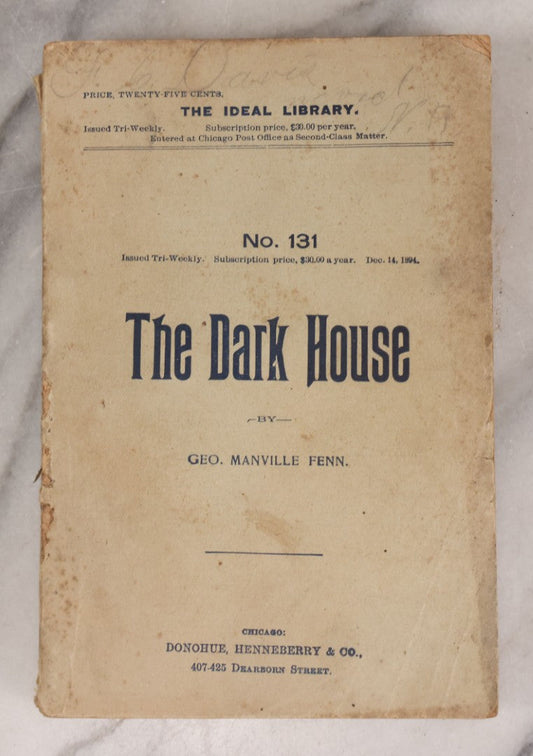 PRICE, TWENTY-FIVE CENTS.
THE IDEAL LIBRARY.
Issued Tri-Weekly. Subscription price, $30.00 per year.
Entered at Chicago Post Office as Second-Class Matter.
No. 131
Issued Tri-Weekly. Subscription price, $30.00 a year. Dec. 14, 1894.
The Dark House
—BY—
GEO. MANVILLE FENN.
CHICAGO:
DONOHUE, HENNEBERRY & CO.,
407-425 DEARBORN STREET.